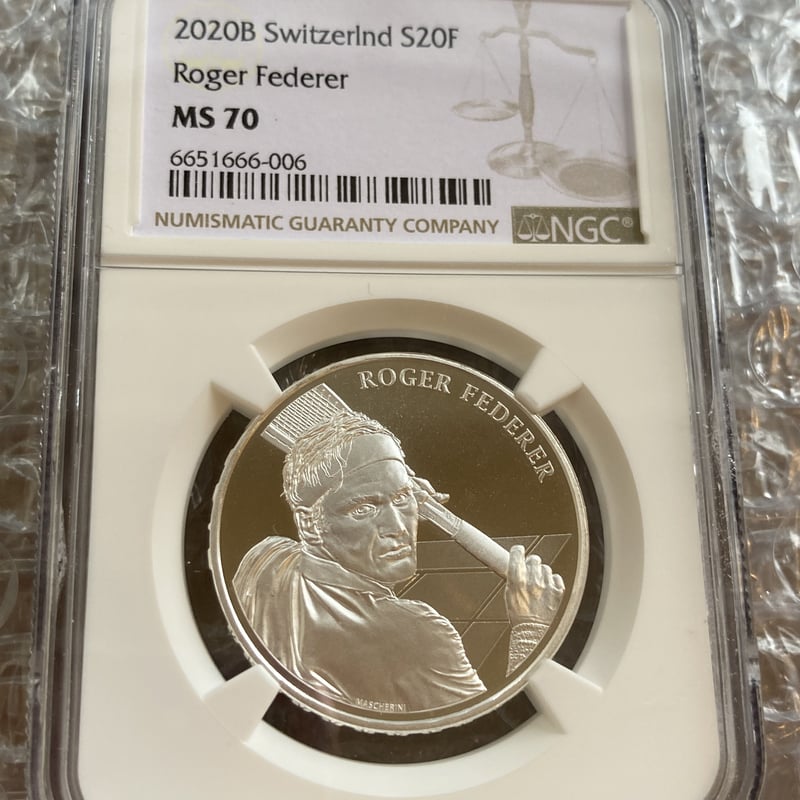 2020B Switzerlnd S20F
Roger Federer
MS 70
6651666-006
NUMISMATIC GUARANTY COMPANY NGC®
ROGER FEDERER
MASCHERINI